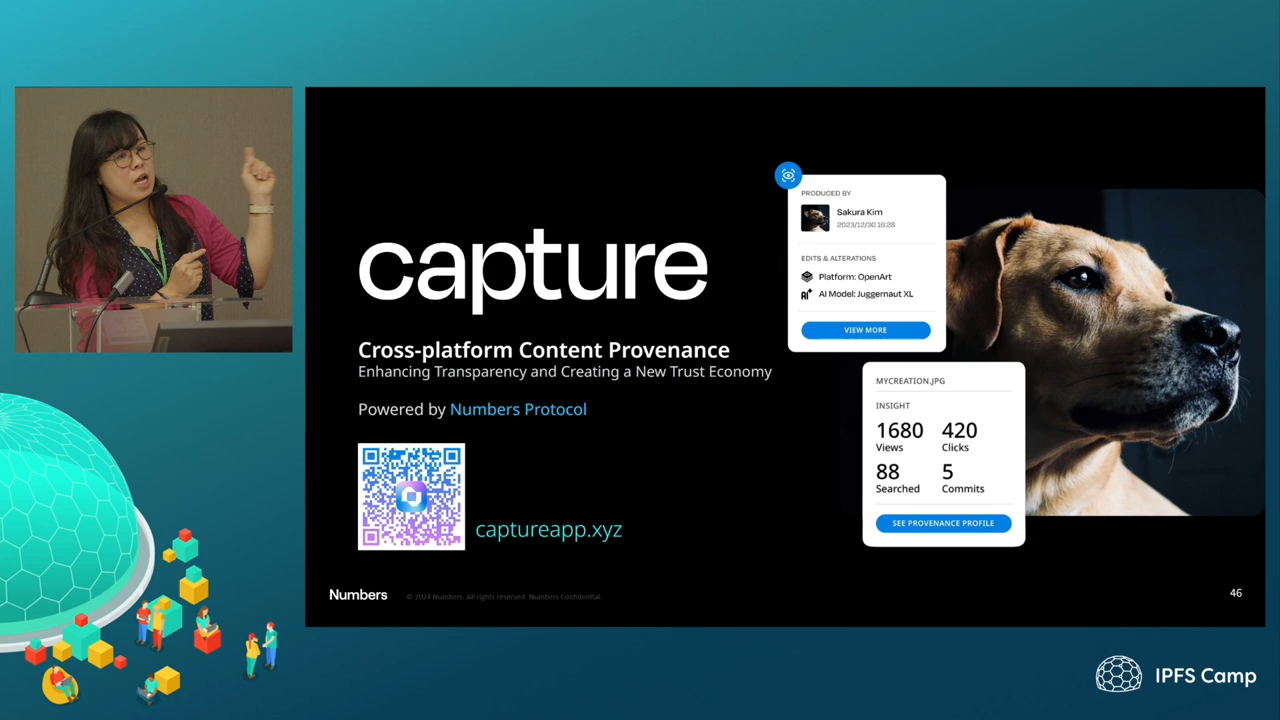 capture
Cross-platform Content Provenance
Enhancing Transparency and Creating a New Trust Economy
Powered by Numbers Protocol
captureapp.xyz
PRODUCED BY
Sakura Kim
2023/12/30 16:28
EDITS & ALTERATIONS
Platform: OpenArt
AI Model: Juggernaut XL
VIEW MORE
MYCREATION.JPG
INSIGHT
1680 420
Views Clicks
88 5
Searched Commits
SEE PROVENANCE PROFILE
Numbers © 2024 Numbers. All rights reserved. Numbers Confidential. 46
IPFS Camp